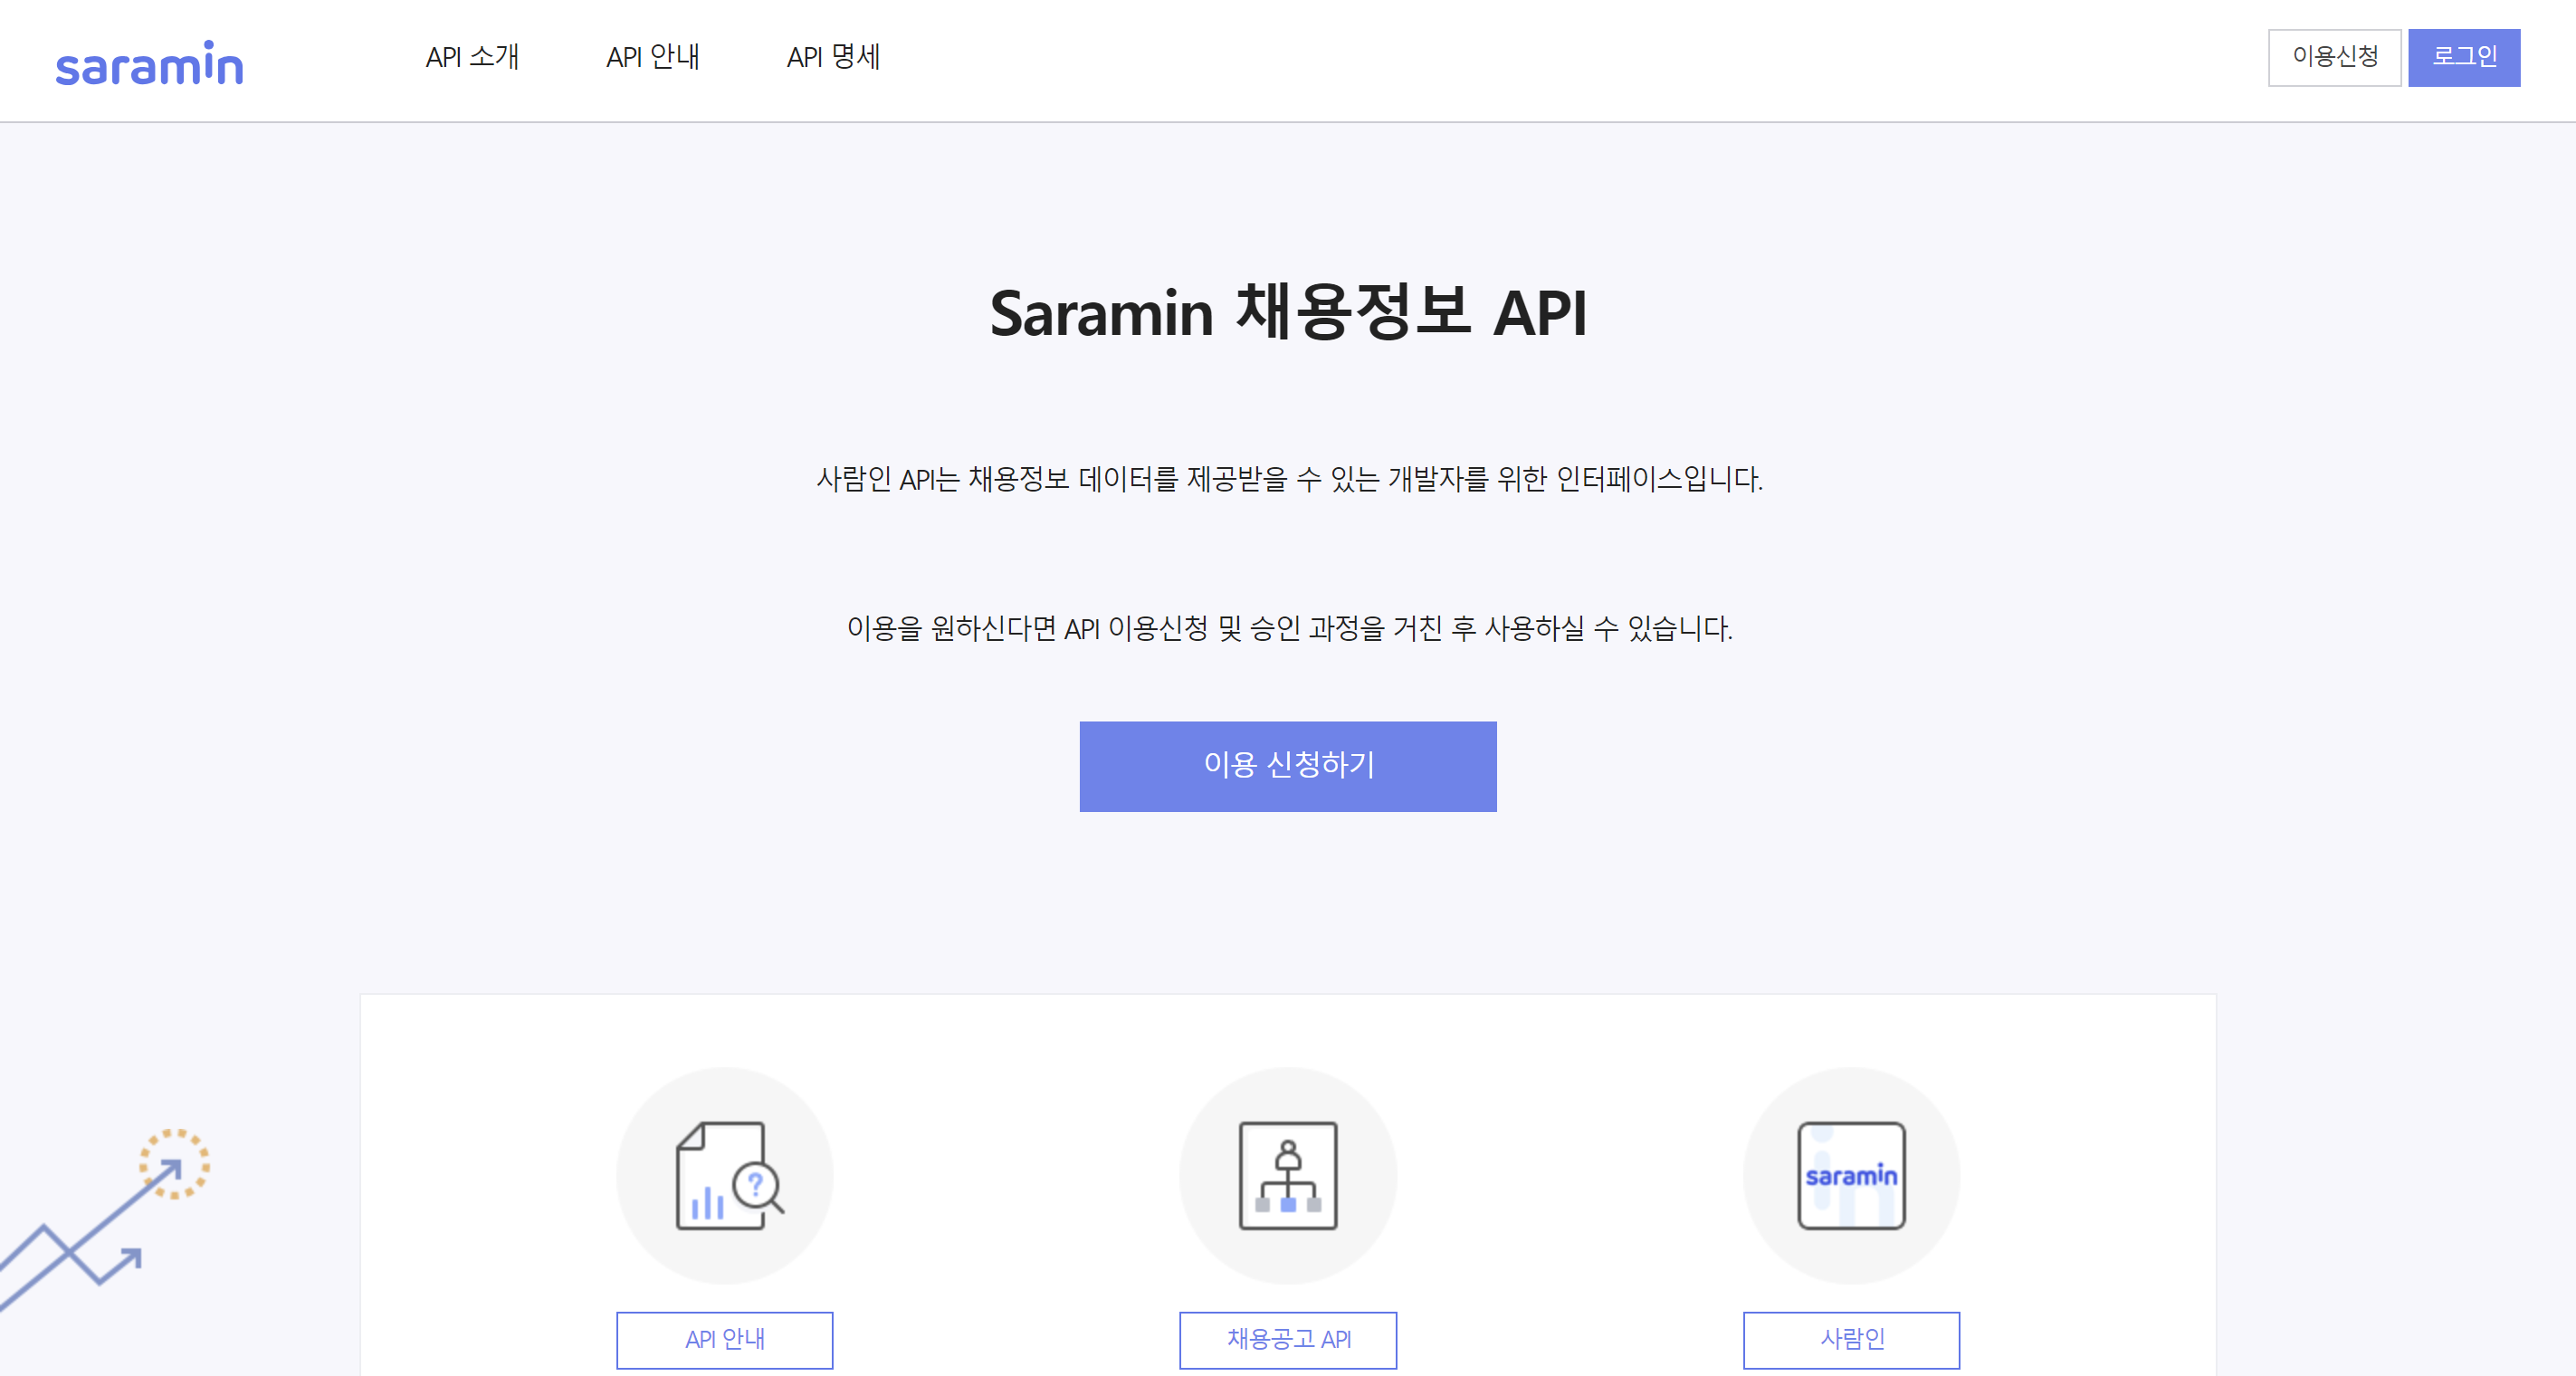 saramin
API 소개
API 안내
API 명세
이용신청
로그인
Saramin 채용정보 API
사람인 API는 채용정보 데이터를 제공받을 수 있는 개발자를 위한 인터페이스입니다.
이용을 원하신다면 API 이용신청 및 승인 과정을 거친 후 사용하실 수 있습니다.
이용 신청하기
?
saramin
API 안내
채용공고 API
사람인